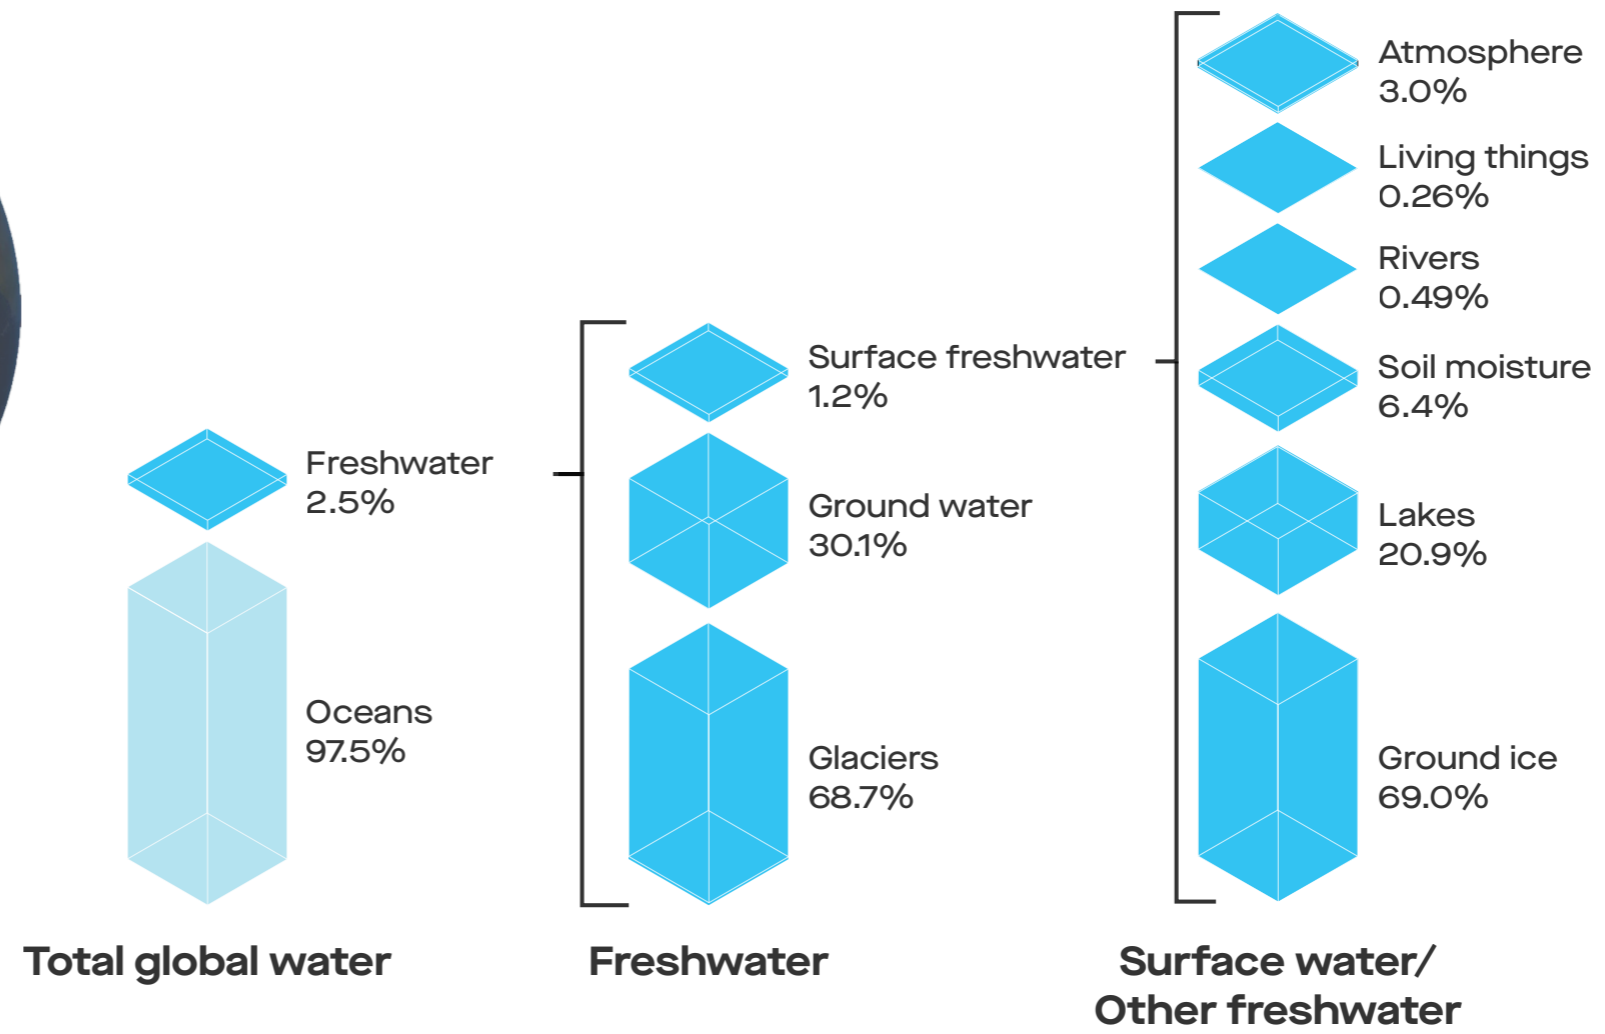 Freshwater
2.5%
Oceans
97.5%
Total global water
Surface freshwater
1.2%
Ground water
30.1%
Glaciers
68.7%
Freshwater
Atmosphere
3.0%
Living things
0.26%
Rivers
0.49%
Soil moisture
6.4%
Lakes
20.9%
Ground ice
69.0%
Surface water/
Other freshwater